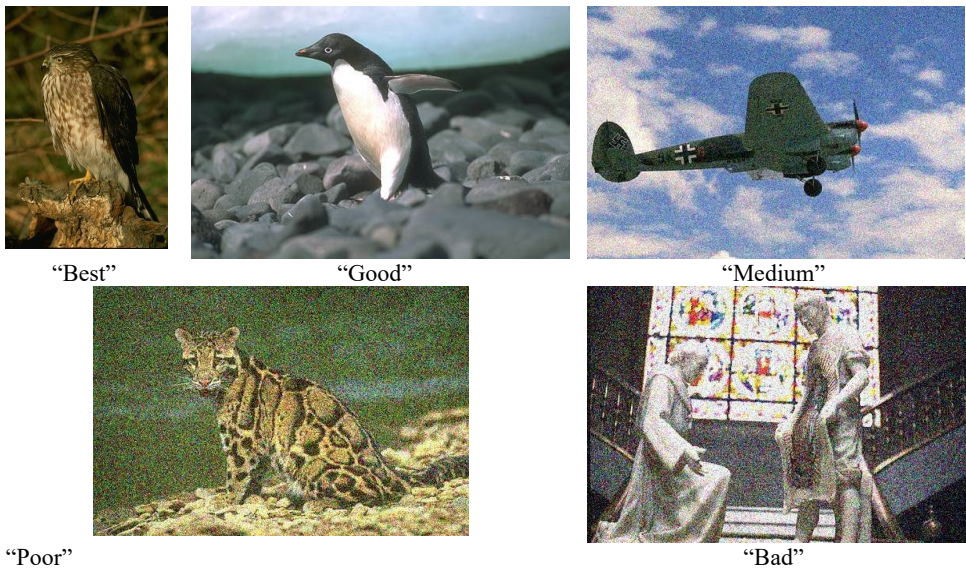 “Best”
“Good”
“Medium”
“Poor”
“Bad”